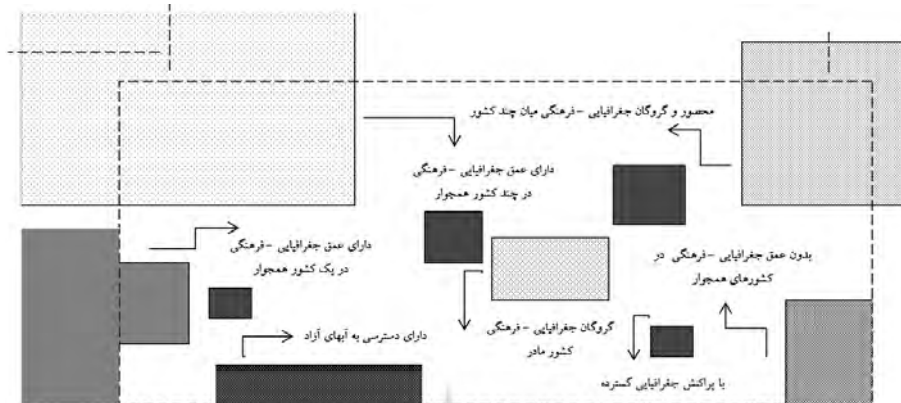 محصور و گروگان جغرافیایی -فرهنگی میان چند کشور
دارای عمق جغرافیایی -فرهنگی
در چند کشور همجوار
دارای عمق جغرافیایی -فرهنگی
در یک کشور همجوار
بدون عمق جغرافیایی -فرهنگی در
کشورهای همجوار
گروگان جغرافیایی -فرهنگی
کشور مادر
دارای دسترسی به آبهای آزاد
با پراکنش جغرافیایی گسترده